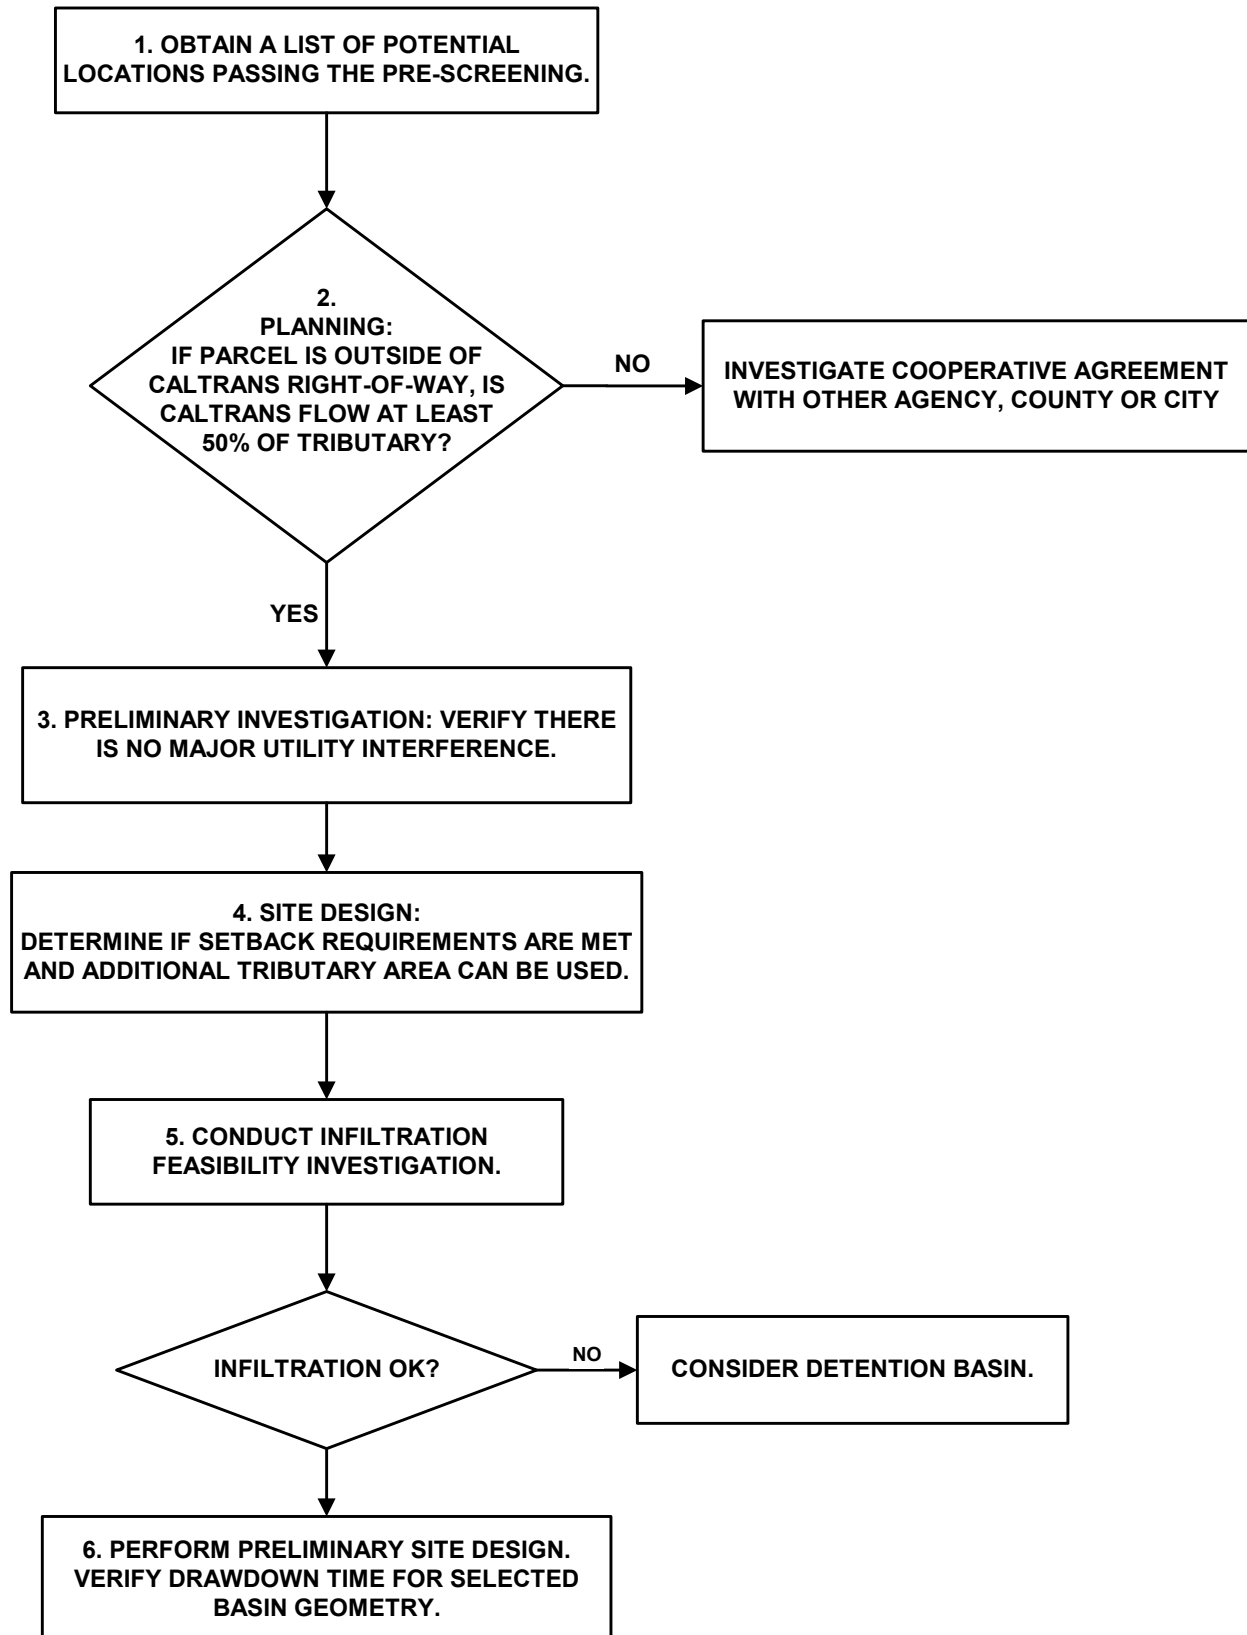 1. OBTAIN A LIST OF POTENTIAL
LOCATIONS PASSING THE PRE-SCREENING.
2.
PLANNING:
IF PARCEL IS OUTSIDE OF
CALTRANS RIGHT-OF-WAY, IS
CALTRANS FLOW AT LEAST
50% OF TRIBUTARY?
NO
INVESTIGATE COOPERATIVE AGREEMENT
WITH OTHER AGENCY, COUNTY OR CITY
YES
3. PRELIMINARY INVESTIGATION: VERIFY THERE
IS NO MAJOR UTILITY INTERFERENCE.
4. SITE DESIGN:
DETERMINE IF SETBACK REQUIREMENTS ARE MET
AND ADDITIONAL TRIBUTARY AREA CAN BE USED.
5. CONDUCT INFILTRATION
FEASIBILITY INVESTIGATION.
INFILTRATION OK?
NO
CONSIDER DETENTION BASIN.
6. PERFORM PRELIMINARY SITE DESIGN.
VERIFY DRAWDOWN TIME FOR SELECTED
BASIN GEOMETRY.